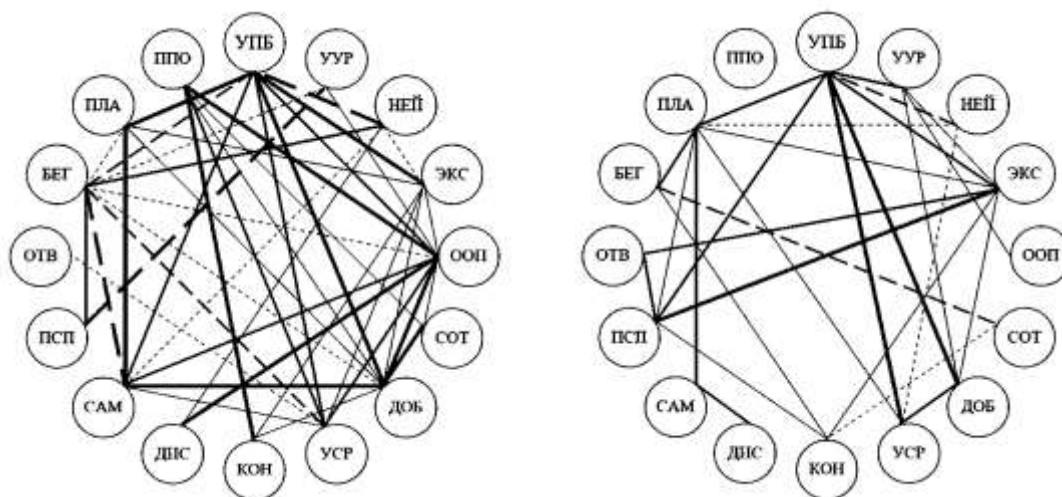 УПБ
ППО
УУР
ПЛА
НЕЙ
БЕГ
ЭКС
ОТВ
ООП
ПСП
СОТ
САМ
ДОБ
ДПС
УСР
КОН
УПБ
ППО
УУР
ПЛА
НЕЙ
БЕГ
ЭКС
ОТВ
ООП
ПСП
СОТ
САМ
ДОБ
ДПС
УСР
КОН